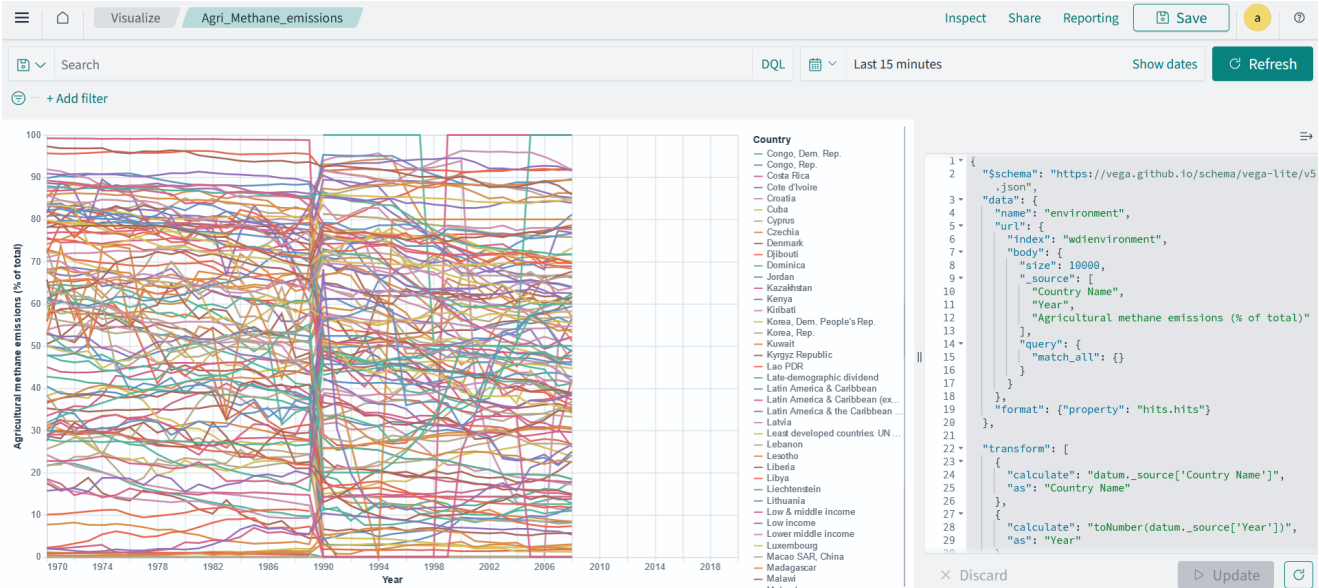 Visualize
Agri_Methane_emissions
Inspect
Share
Reporting
Save
a
Search
DQL
Last 15 minutes
Show dates
Refresh
+ Add filter
Agricultural methane emissions (% of total)
100
90
80
70
60
50
40
30
20
10
0
1970 1974 1978 1982 1986 1990 1994 1998 2002 2006 2010 2014 2018
Year
Country
Congo, Dem. Rep.
Congo, Rep.
Costa Rica
Cote d'Ivoire
Croatia
Cuba
Cyprus
Czechia
Denmark
Djibouti
Dominica
Jordan
Kazakhstan
Kenya
Kiribati
Korea, Dem. People's Rep.
Korea, Rep.
Kuwait
Kyrgyz Republic
Lao PDR
Late-demographic dividend
Latin America & Caribbean
Latin America & Caribbean (ex...
Latin America & the Caribbean ...
Latvia
Least developed countries: UN ...
Lebanon
Lesotho
Liberia
Libya
Liechtenstein
Lithuania
Low & middle income
Low income
Lower middle income
Luxembourg
Macao SAR, China
Madagascar
Malawi
1 {
2 "$schema": "https://vega.github.io/schema/vega-lite/v5
.json",
3 "data": {
4 "name": "environment",
5 "url": {
6 "index": "wdienvironment",
7 "body": {
8 "size": 10000,
9 "_source": [
10 "Country Name",
11 "Year",
12 "Agricultural methane emissions (% of total)"
13 ],
14 "query": {
15 "match_all": {}
16 }
17 }
18 },
19 "format": {"property": "hits.hits"}
20 },
21
22 "transform": [
23 {
24 "calculate": "datum._source['Country Name']",
25 "as": "Country Name"
26 },
27 {
28 "calculate": "toNumber(datum._source['Year'])",
29 "as": "Year"
Discard
Update